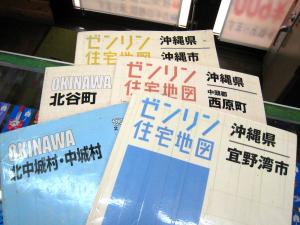 ゼンリン
住宅地図
沖縄県
沖縄市
OKINAWA
北谷町
ゼンリン
住宅地図
沖縄県
中頭郡
西原町
OKINAWA
北中城村・中城村
ゼンリン
住宅地図
沖縄県
宜野湾市